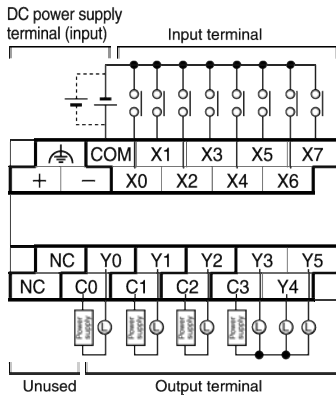 DC power supply
terminal (input)
Input terminal
COM X1 X3 X5 X7
+ − X0 X2 X4 X6
NC Y0 Y1 Y2 Y3 Y5
NC C0 C1 C2 C3 Y4
Power supply L Power supply L Power supply L Power supply L L L
Unused Output terminal